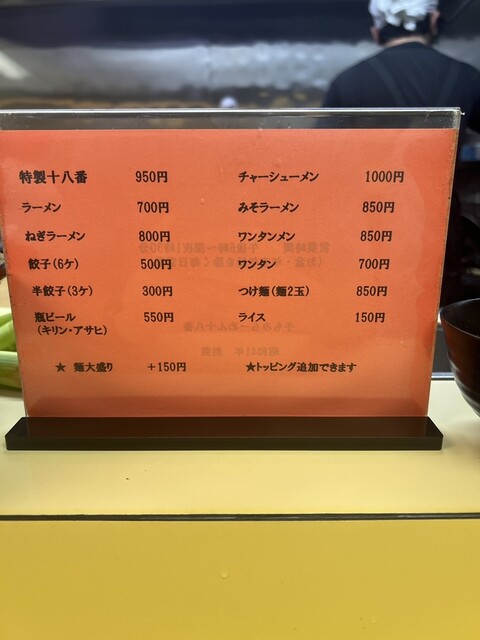 特製十八番 950円
チャーシューメン 1000円
ラーメン 700円
みそラーメン 850円
ねぎラーメン 800円
ワンタンメン 850円
餃子(6ケ) 500円
ワンタン 700円
半餃子(3ケ) 300円
つけ麺(麺2玉) 850円
瓶ビール 550円
(キリン・アサヒ)
ライス 150円
★ 麺大盛り +150円
★トッピング追加できます